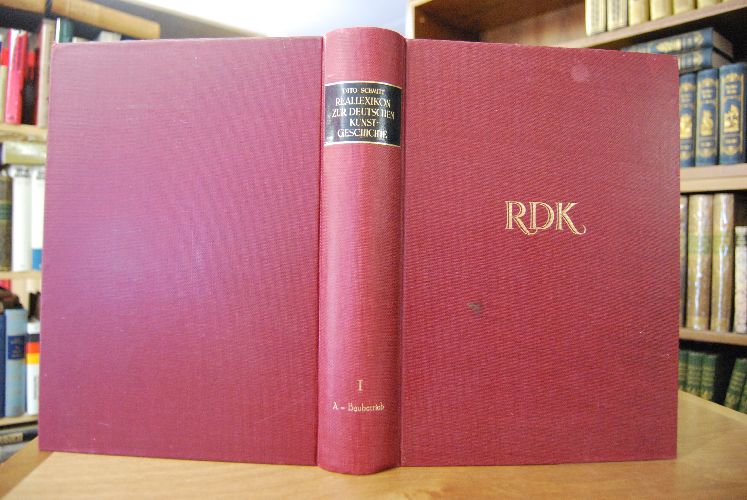 OTTO SCHMITT
REALLEXIKON
ZUR DEUTSCHEN
KUNST-
GESCHICHTE
I
A – Baubetrieb
RDK